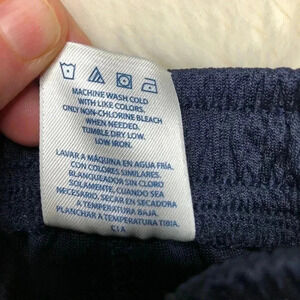 MACHINE WASH COLD
WITH LIKE COLORS.
ONLY NON-CHLORINE BLEACH
WHEN NEEDED.
TUMBLE DRY LOW.
LOW IRON.
LAVAR A MÁQUINA EN AGUA FRÍA.
CON COLORES SIMILARES.
BLANQUEADOR SIN CLORO
SOLAMENTE, CUANDO SEA
NECESARIO. SECAR EN SECADORA
A TEMPERATURA BAJA.
PLANCHAR A TEMPERATURA TIBIA.